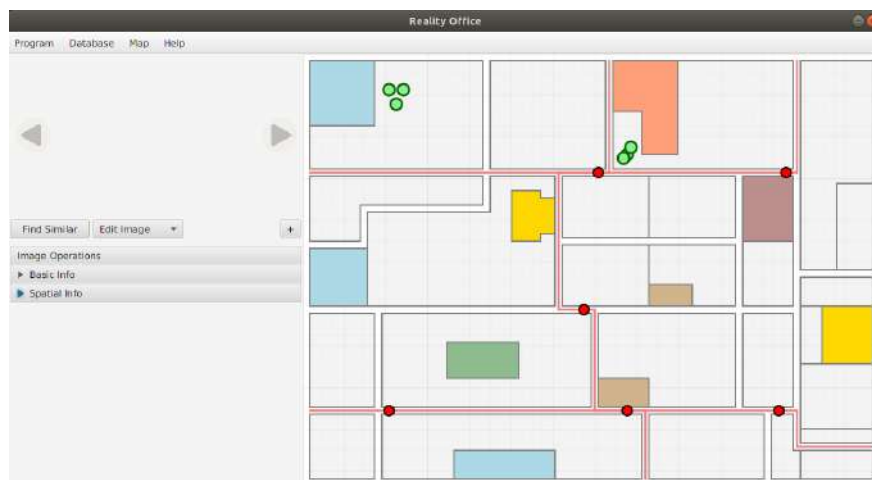 Reality Office
Program Database Map Help
Find Similar Edit Image +
Image Operations
Basic Info
Spatial Info